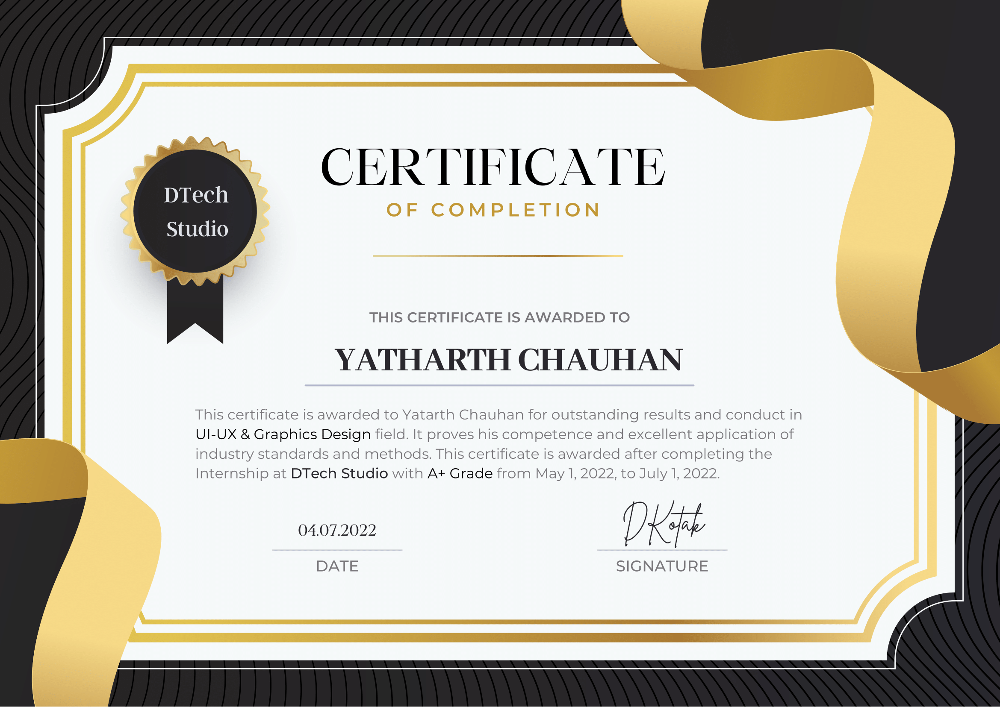 DTech
Studio
CERTIFICATE
OF COMPLETION
THIS CERTIFICATE IS AWARDED TO
YATHARTH CHAUHAN
This certificate is awarded to Yatarth Chauhan for outstanding results and conduct in
UI-UX & Graphics Design field. It proves his competence and excellent application of
industry standards and methods. This certificate is awarded after completing the
Internship at DTech Studio with A+ Grade from May 1, 2022, to July 1, 2022.
04.07.2022
DATE
DKotak
SIGNATURE